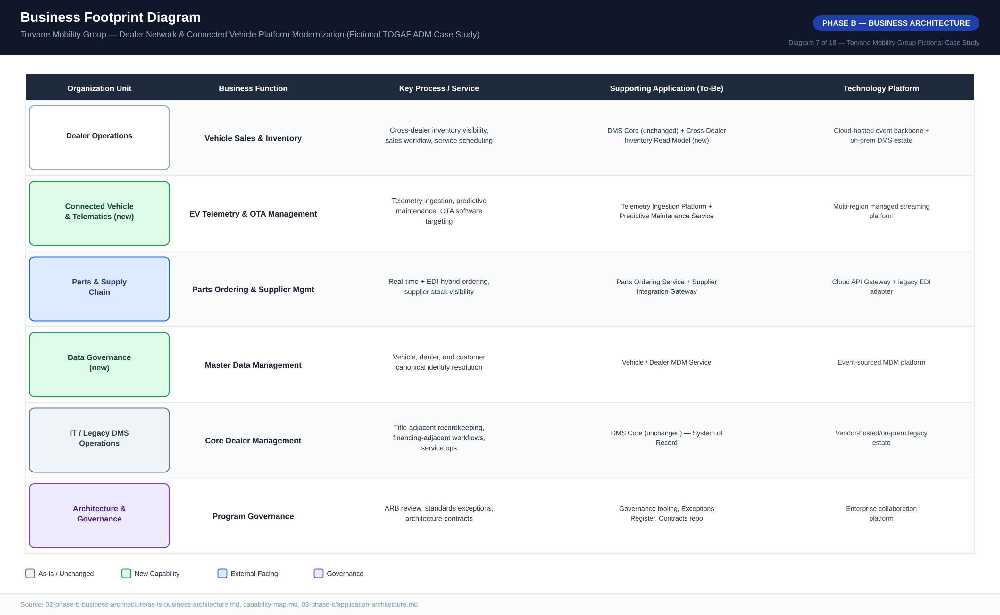 Business Footprint Diagram
Torvane Mobility Group — Dealer Network & Connected Vehicle Platform Modernization (Fictional TOGAF ADM Case Study)
PHASE B — BUSINESS ARCHITECTURE
Diagram 7 of 18 — Torvane Mobility Group Fictional Case Study
Organization Unit
Business Function
Key Process / Service
Supporting Application (To-Be)
Technology Platform
Dealer Operations
Vehicle Sales & Inventory
Cross-dealer inventory visibility,
sales workflow, service scheduling
DMS Core (unchanged) + Cross-Dealer
Inventory Read Model (new)
Cloud-hosted event backbone +
on-prem DMS estate
Connected Vehicle
& Telematics (new)
EV Telemetry & OTA Management
Telemetry ingestion, predictive
maintenance, OTA software
targeting
Telemetry Ingestion Platform +
Predictive Maintenance Service
Multi-region managed streaming
platform
Parts & Supply
Chain
Parts Ordering & Supplier Mgmt
Real-time + EDI-hybrid ordering,
supplier stock visibility
Parts Ordering Service + Supplier
Integration Gateway
Cloud API Gateway + legacy EDI
adapter
Data Governance
(new)
Master Data Management
Vehicle, dealer, and customer
canonical identity resolution
Vehicle / Dealer MDM Service
Event-sourced MDM platform
IT / Legacy DMS
Operations
Core Dealer Management
Title-adjacent recordkeeping,
financing-adjacent workflows,
service ops
DMS Core (unchanged) — System of
Record
Vendor-hosted/on-prem legacy
estate
Architecture &
Governance
Program Governance
ARB review, standards exceptions,
architecture contracts
Governance tooling, Exceptions
Register, Contracts repo
Enterprise collaboration
platform
As-Is / Unchanged
New Capability
External-Facing
Governance
Source: 02-phase-b-business-architecture/as-is-business-architecture.md, capability-map.md, 03-phase-c/application-architecture.md